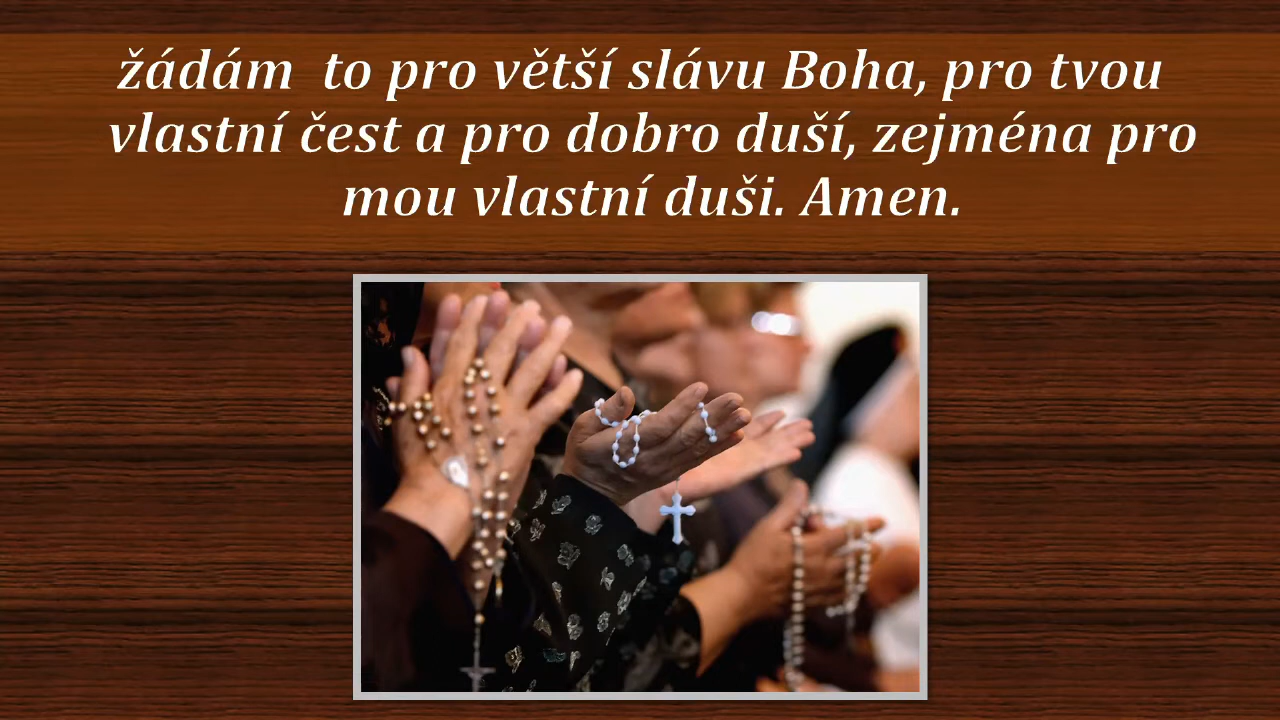 žádám  to pro větší slávu Boha, pro tvou
vlastní čest a pro dobro duší, zejména pro
mou vlastní duši. Amen.